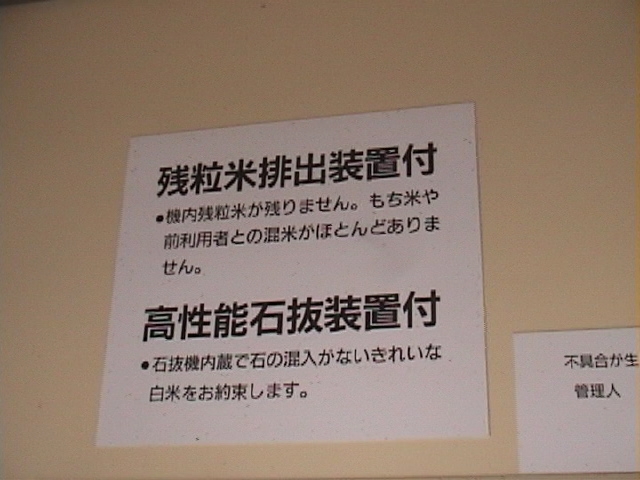 残粒米排出装置付
●機内残粒米が残りません。もち米や
前利用者との混米がほとんどありま
せん。
高性能石抜装置付
●石抜機内蔵で石の混入がないきれいな
白米をお約束します。
不具合が生
管理人